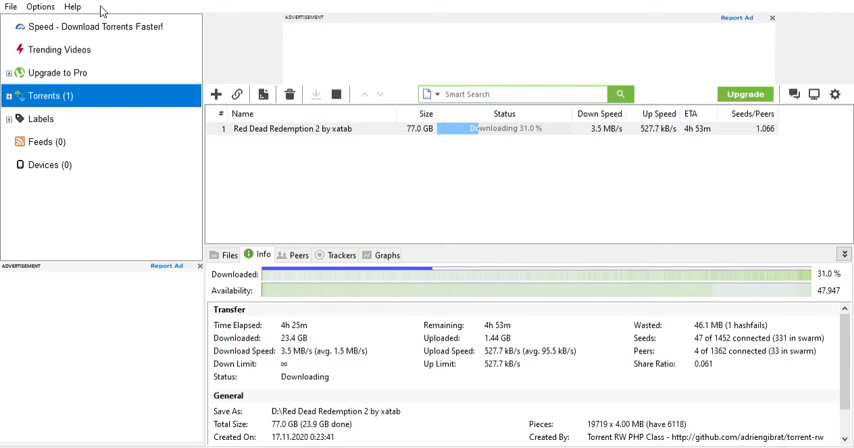 File Options Help
ADVERTISEMENT Report Ad
Speed - Download Torrents Faster!
Trending Videos
Upgrade to Pro
Torrents (1)
Labels
Feeds (0)
Devices (0)
ADVERTISEMENT Report Ad
Smart Search Upgrade
# Name Size Status Down Speed Up Speed ETA Seeds/Peers
1 Red Dead Redemption 2 by xatab 77.0 GB Downloading 31.0 % 3.5 MB/s 527.7 kB/s 4h 53m 1.066
Files Info Peers Trackers Graphs
Downloaded: 31.0 %
Availability: 47.947
Transfer
Time Elapsed: 4h 25m Remaining: 4h 53m Wasted: 46.1 MB (1 hashfails)
Downloaded: 23.4 GB Uploaded: 1.44 GB Seeds: 47 of 1452 connected (331 in swarm)
Download Speed: 3.5 MB/s (avg. 1.5 MB/s) Upload Speed: 527.7 kB/s (avg. 95.5 kB/s) Peers: 4 of 1362 connected (33 in swarm)
Down Limit: ∞ Up Limit: 527.7 kB/s Share Ratio: 0.061
Status: Downloading
General
Save As: D:\Red Dead Redemption 2 by xatab
Total Size: 77.0 GB (23.9 GB done) Pieces: 19719 x 4.00 MB (have 6118)
Created On: 17.11.2020 0:23:41 Created By: Torrent RW PHP Class - http://github.com/adriengibrat/torrent-rw